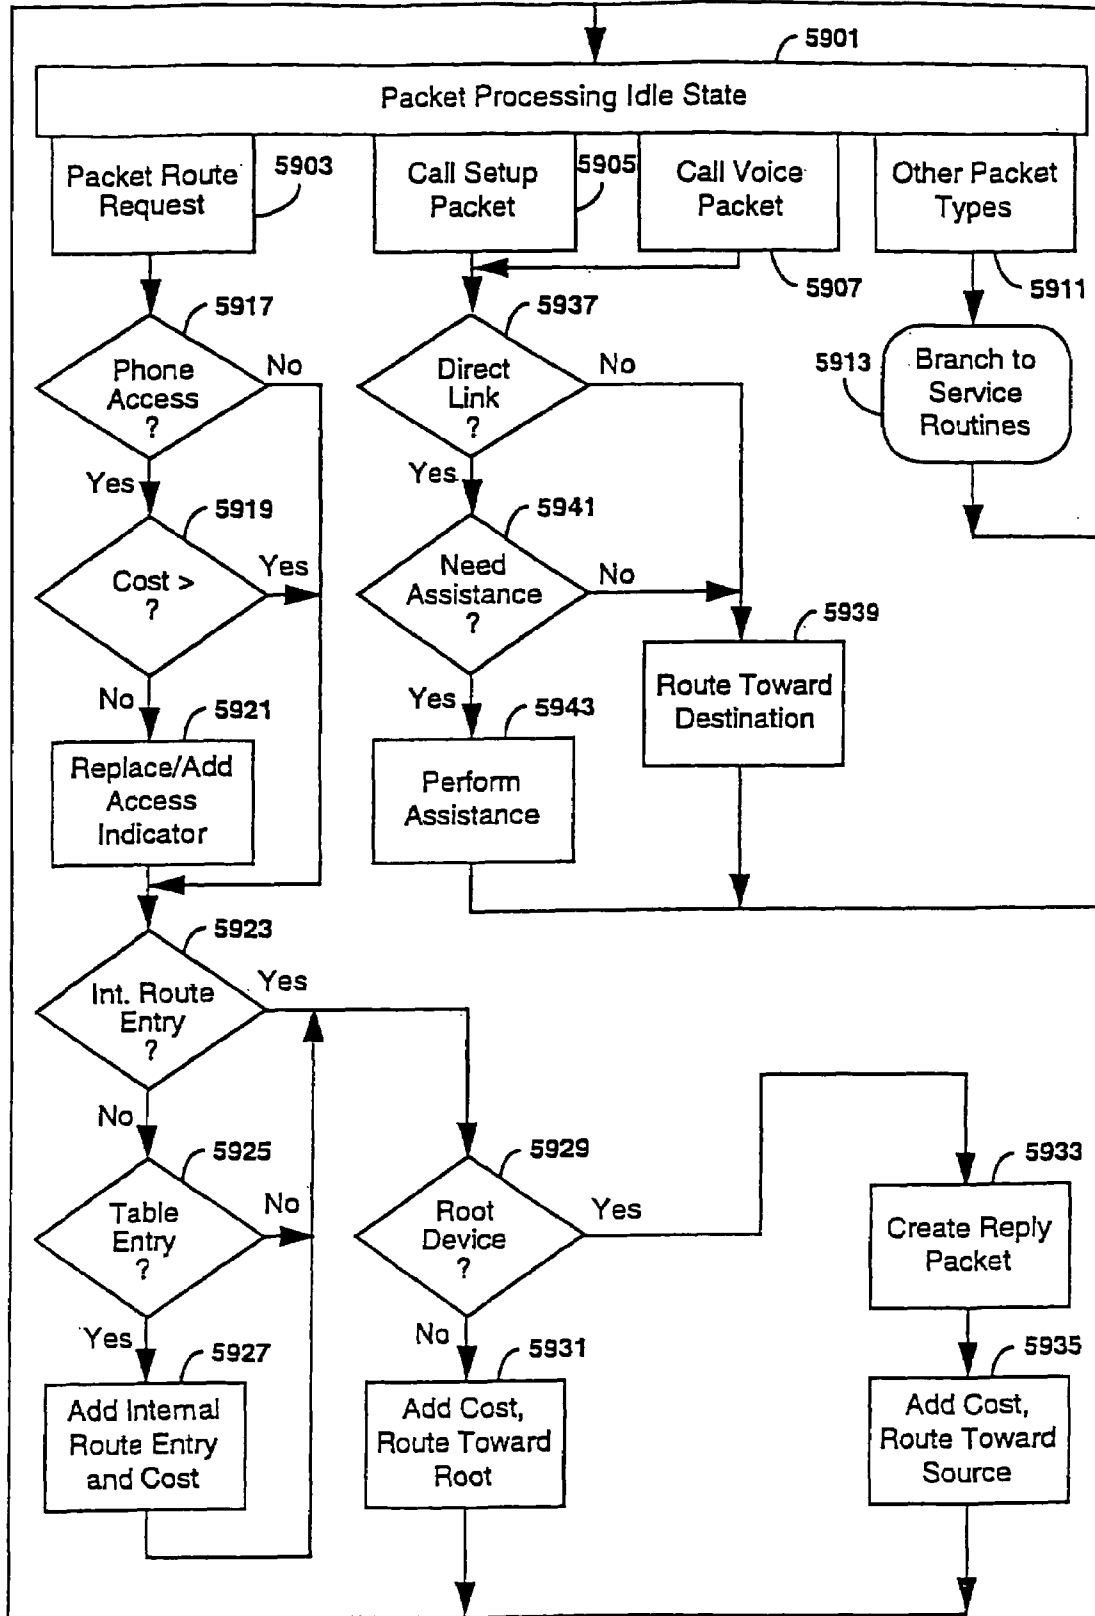 5901
Packet Processing Idle State
Packet Route
Request
5903
Call Setup
Packet
5905
Call Voice
Packet
5907
Other Packet
Types
5911
5917
Phone
Access
?
No
Yes
5937
Direct
Link
?
No
Yes
5913
Branch to
Service
Routines
5919
Cost >
?
Yes
No
5941
Need
Assistance
?
No
Yes
5939
Route Toward
Destination
5921
Replace/Add
Access
Indicator
5943
Perform
Assistance
5923
Int. Route
Entry
?
Yes
No
5925
Table
Entry
?
No
Yes
5929
Root
Device
?
Yes
No
5933
Create Reply
Packet
5927
Add Internal
Route Entry
and Cost
5931
Add Cost,
Route Toward
Root
5935
Add Cost,
Route Toward
Source